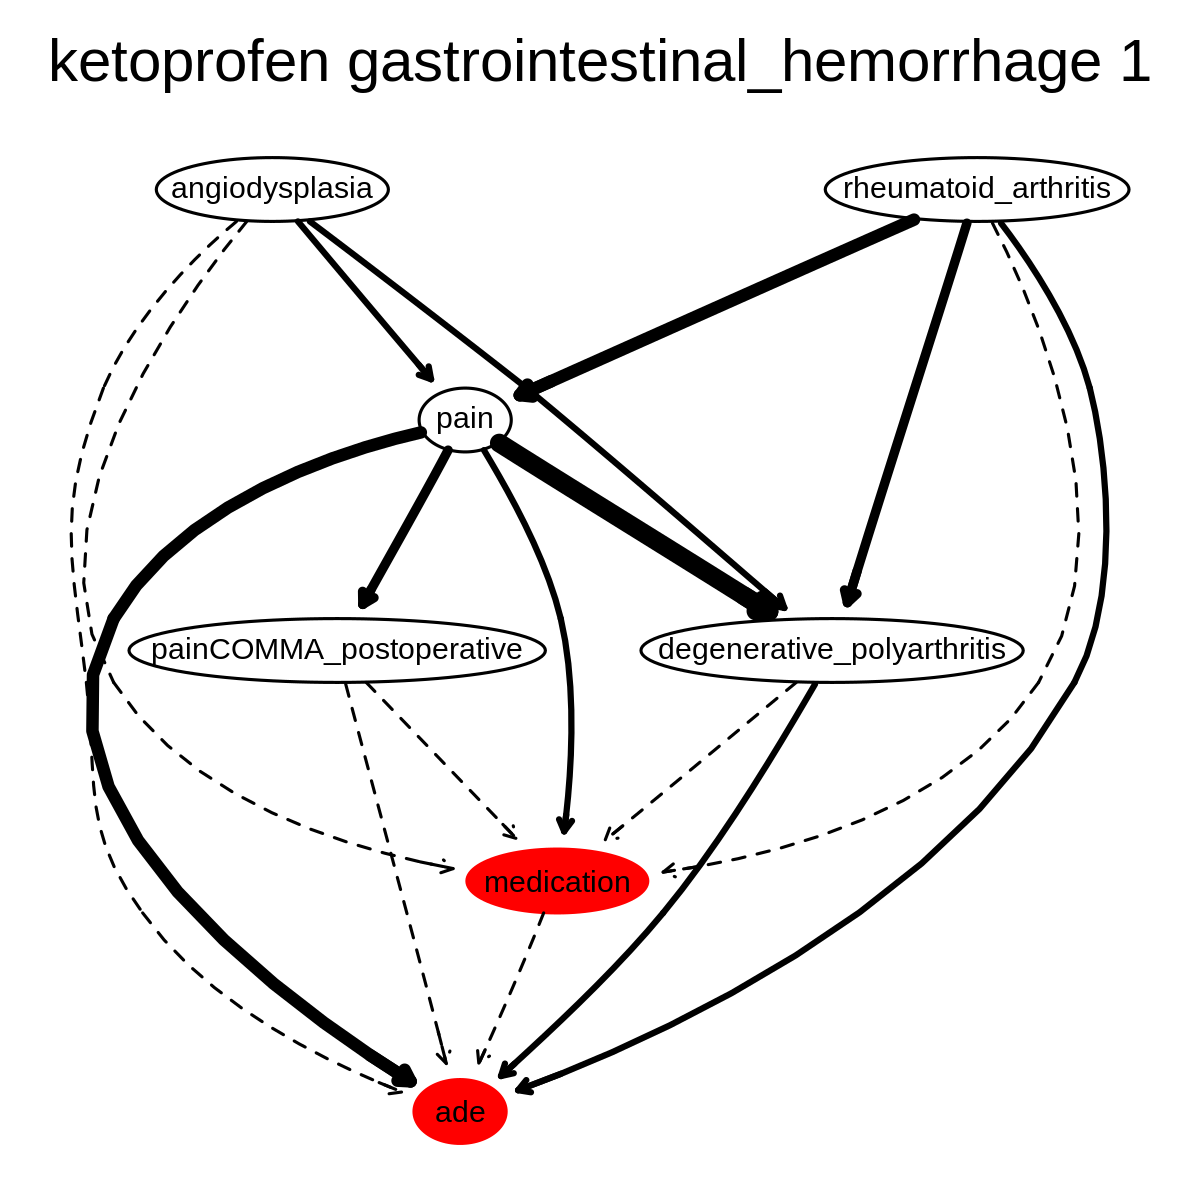 ketoprofen gastrointestinal_hemorrhage 1
angiodysplasia
rheumatoid_arthritis
pain
painCOMMA_postoperative
degenerative_polyarthritis
medication
ade